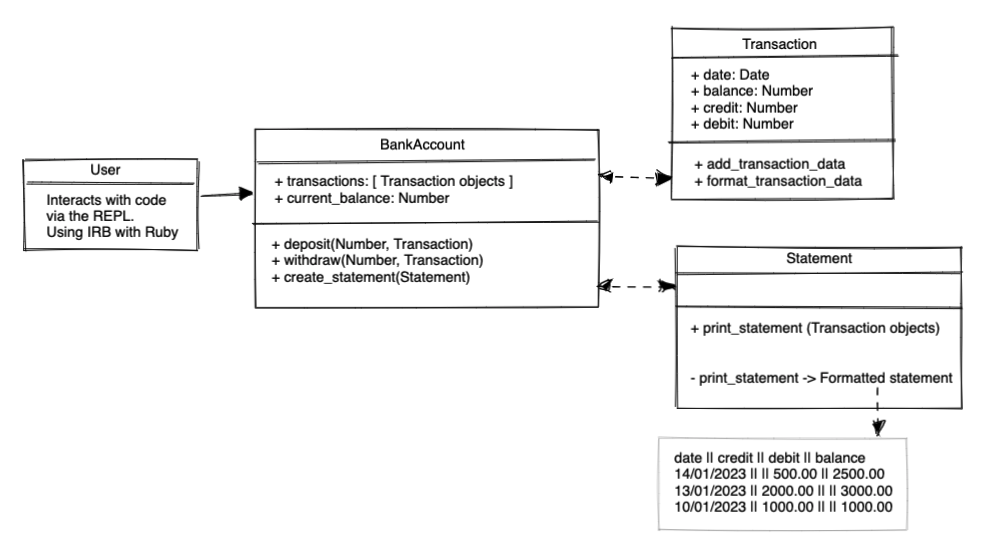 Transaction
+ date: Date
+ balance: Number
+ credit: Number
+ debit: Number
+ add_transaction_data
+ format_transaction_data
BankAccount
+ transactions: [ Transaction objects ]
+ current_balance: Number
+ deposit(Number, Transaction)
+ withdraw(Number, Transaction)
+ create_statement(Statement)
User
Interacts with code
via the REPL.
Using IRB with Ruby
Statement
+ print_statement (Transaction objects)
- print_statement -> Formatted statement
date || credit || debit || balance
14/01/2023 || || 500.00 || 2500.00
13/01/2023 || 2000.00 || || 3000.00
10/01/2023 || 1000.00 || || 1000.00